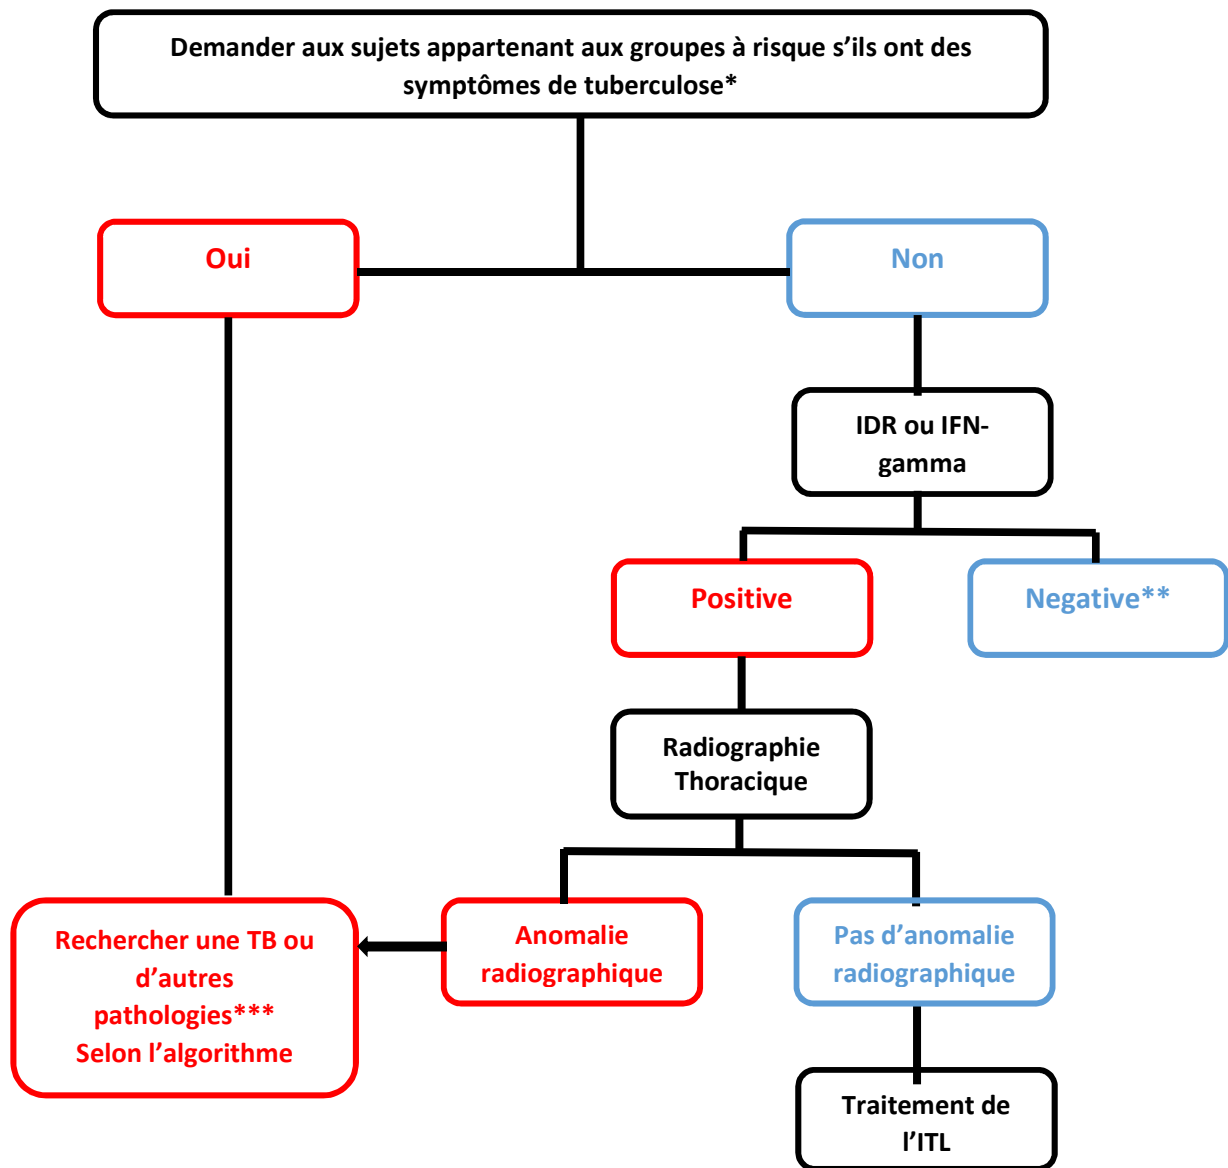 Demander aux sujets appartenant aux groupes à risque s’ils ont des
symptômes de tuberculose*
Oui
Non
IDR ou IFN-
gamma
Positive
Negative**
Radiographie
Thoracique
Rechercher une TB ou
d’autres
pathologies***
Selon l’algorithme
Anomalie
radiographique
Pas d’anomalie
radiographique
Traitement de
l’ITL